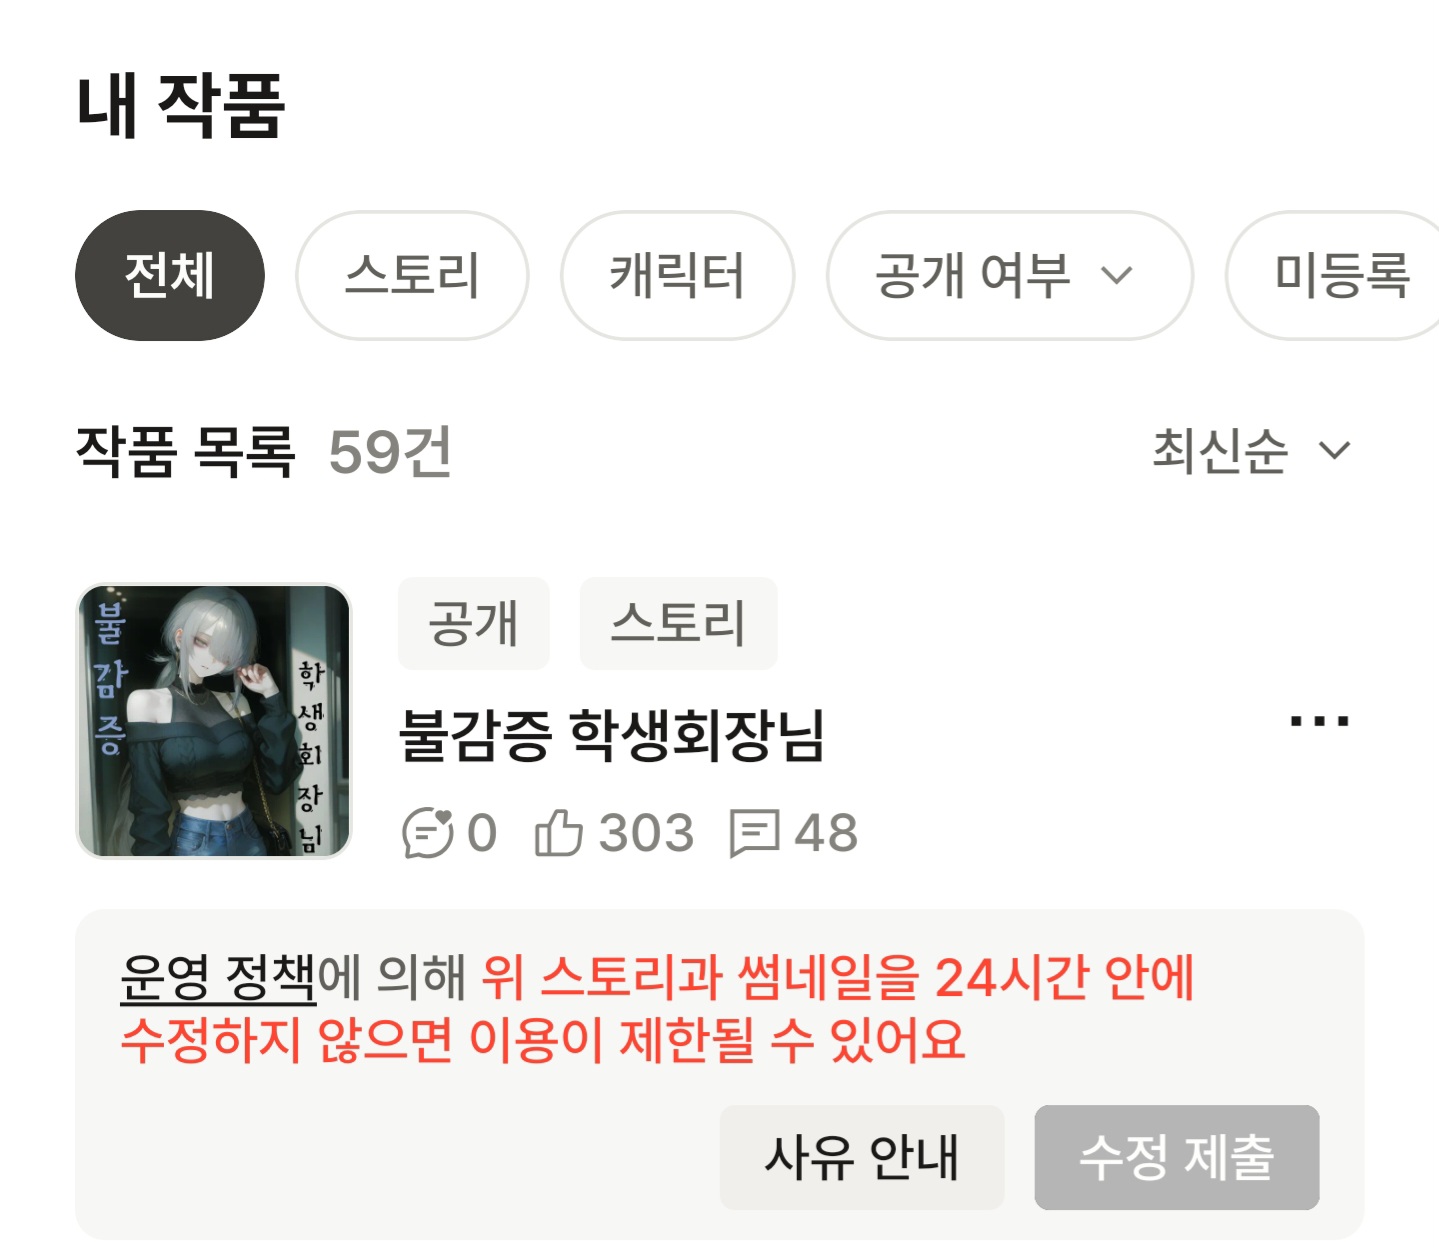 내 작품
전체 스토리 캐릭터 공개 여부 미등록
작품 목록 59건 최신순
불감증
학생회장님
공개 스토리
불감증 학생회장님
0 303 48
운영 정책에 의해 위 스토리과 썸네일을 24시간 안에
수정하지 않으면 이용이 제한될 수 있어요
사유 안내 수정 제출